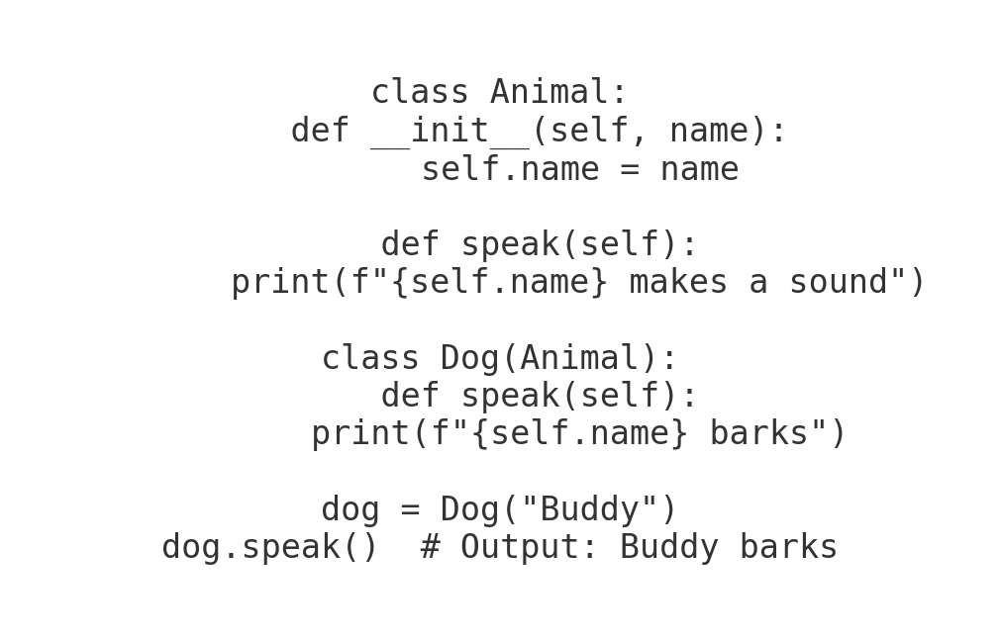 class Animal:
    def __init__(self, name):
        self.name = name

    def speak(self):
        print(f"{self.name} makes a sound")

class Dog(Animal):
    def speak(self):
        print(f"{self.name} barks")

dog = Dog("Buddy")
dog.speak()  # Output: Buddy barks